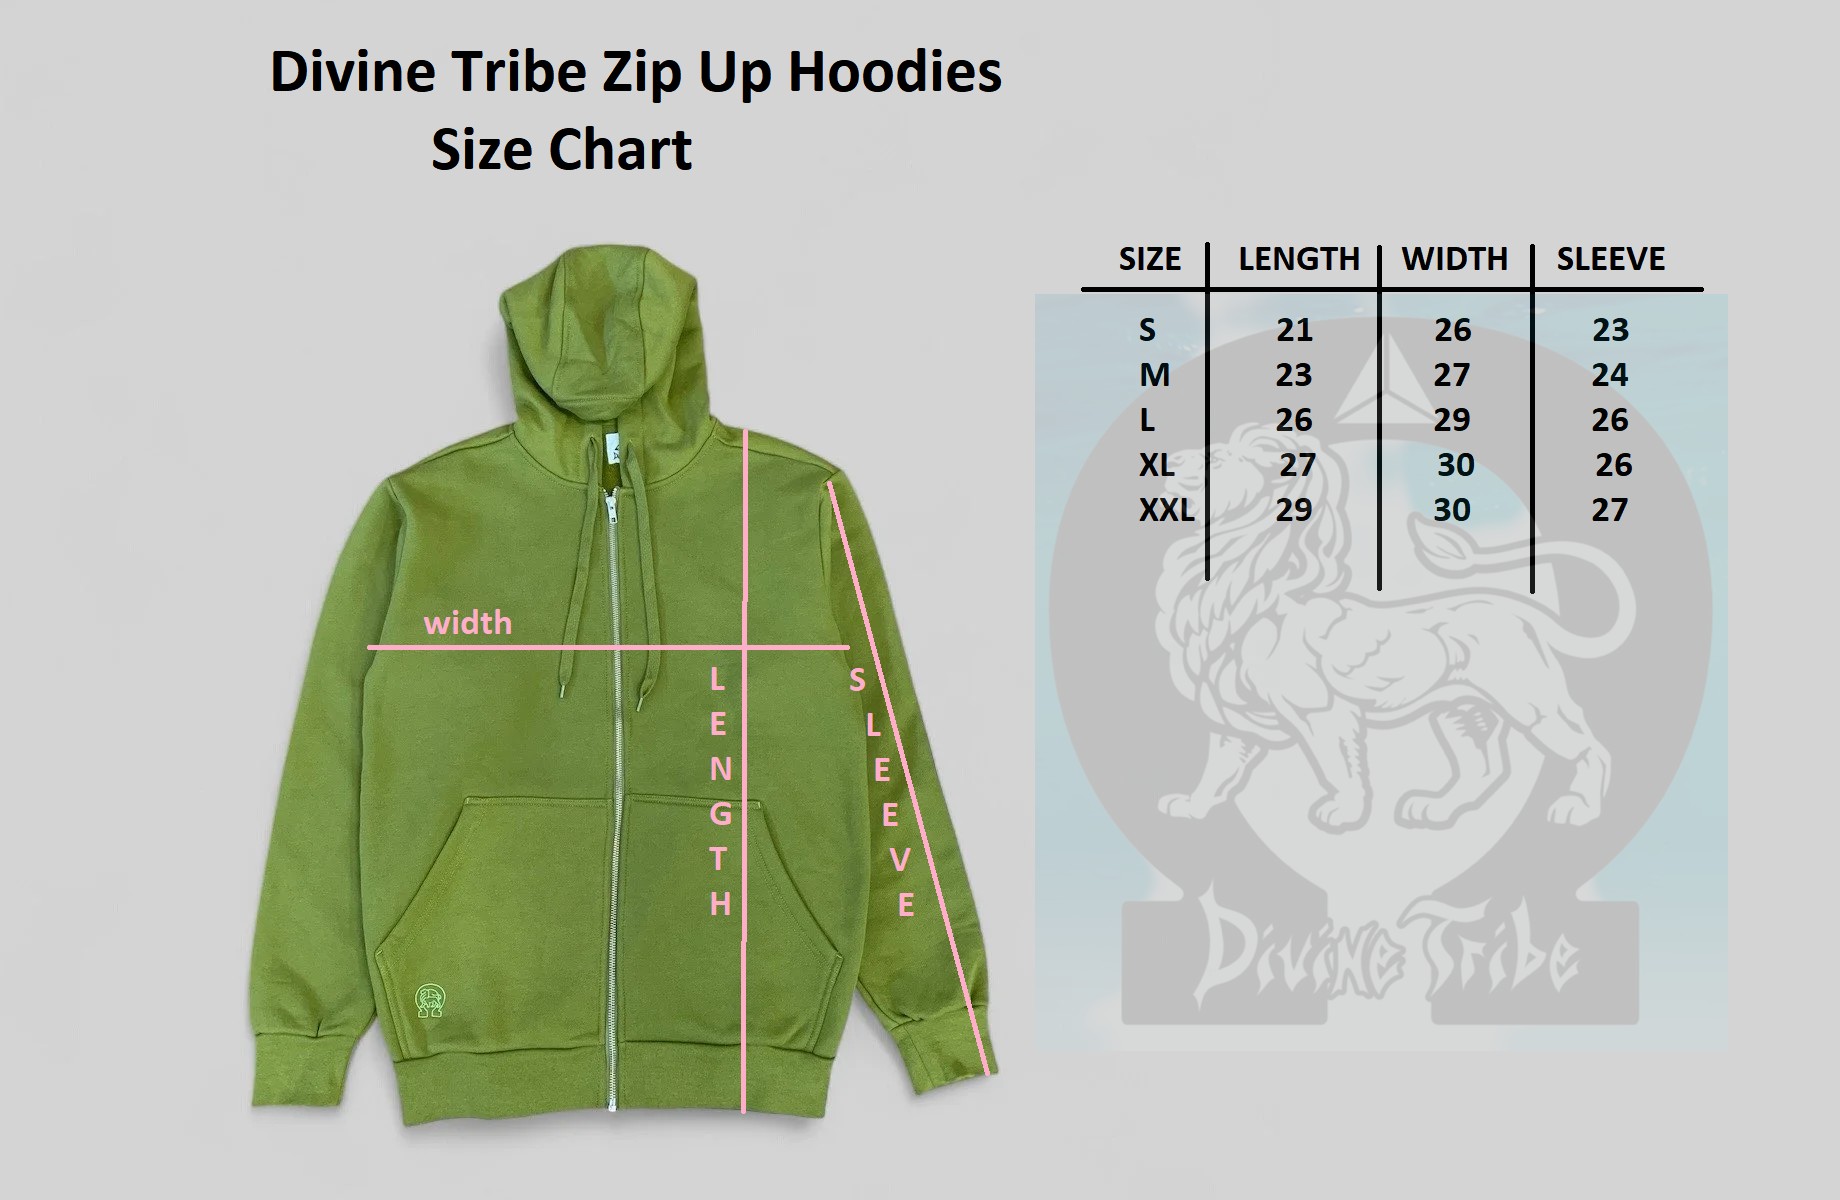 Divine Tribe Zip Up Hoodies
Size Chart
SIZE LENGTH WIDTH SLEEVE
S 21 26 23
M 23 27 24
L 26 29 26
XL 27 30 26
XXL 29 30 27
width
LENGTH
SLEEVE
Divine Tribe